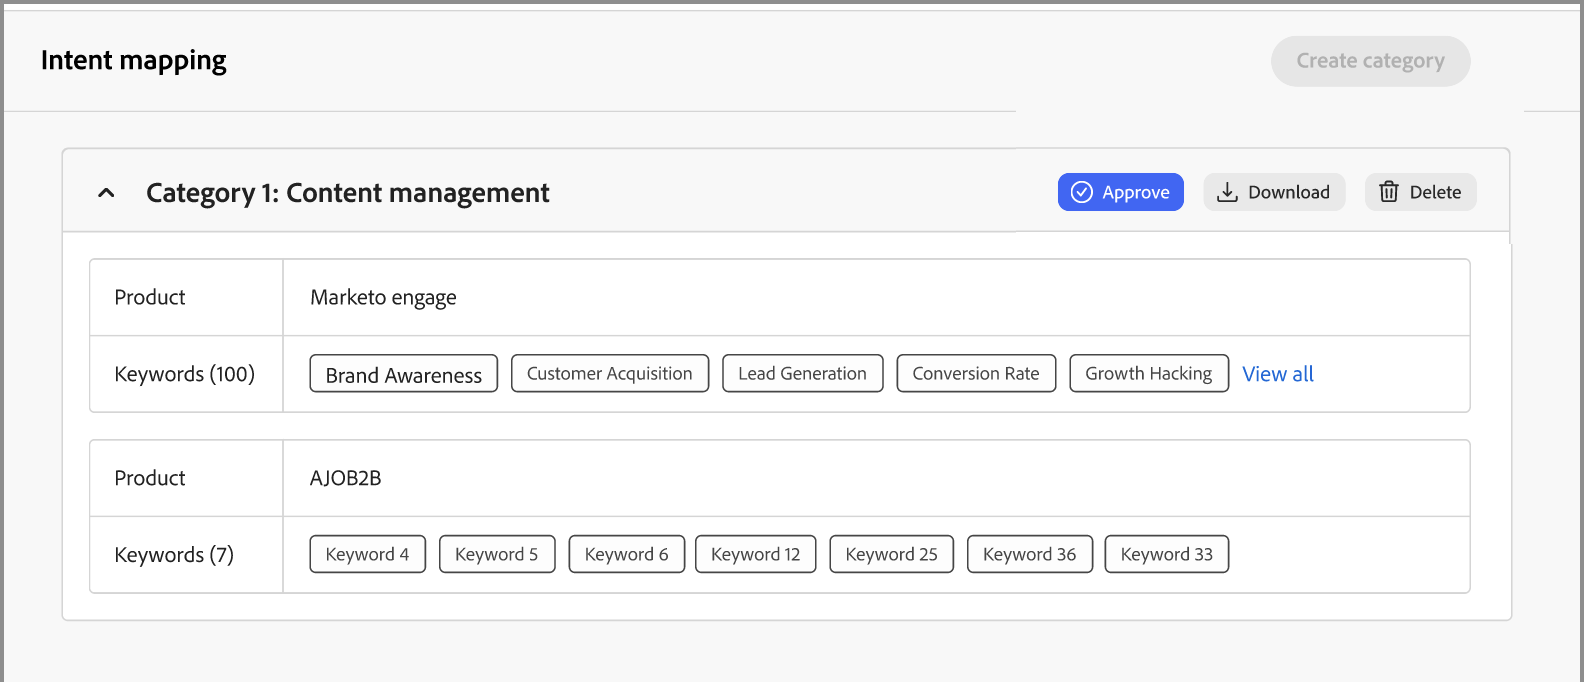 Intent mapping
Create category
Category 1: Content management
Approve
Download
Delete
Product
Marketo engage
Keywords (100)
Brand Awareness
Customer Acquisition
Lead Generation
Conversion Rate
Growth Hacking
View all
Product
AJOB2B
Keywords (7)
Keyword 4
Keyword 5
Keyword 6
Keyword 12
Keyword 25
Keyword 36
Keyword 33